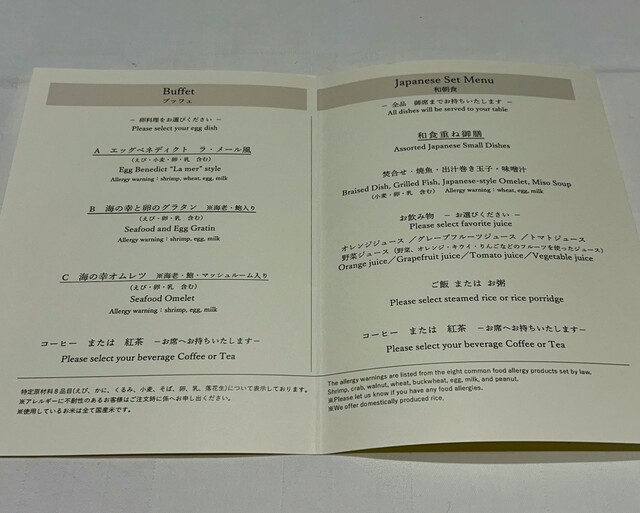 Buffet
ブッフェ
－ 卵料理をお選びください －
Please select your egg dish
A　エッグベネディクト　ラ・メール風
（えび・小麦・卵・乳　含む）
Egg Benedict "La mer" style
Allergy warning : shrimp, wheat, egg, milk
B　海の幸と卵のグラタン　※海老・鮑入り
（えび・卵・乳　含む）
Seafood and Egg Gratin
Allergy warning : shrimp, egg, milk
C　海の幸オムレツ　※海老・鮑・マッシュルーム入り
（えび・卵・乳　含む）
Seafood Omelet
Allergy warning : shrimp, egg, milk
コーヒー　または　紅茶　－お席へお持ちいたします－
Please select your beverage Coffee or Tea
特定原材料８品目(えび、かに、くるみ、小麦、そば、卵、乳、落花生)について表示しております。
※アレルギーに不耐性のあるお客様はご注文時に係へお申し出ください。
※使用しているお米は全て国産米です。
Japanese Set Menu
和朝食
－ 全品　御席までお持ちいたします －
All dishes will be served to your table
和食重ね御膳
Assorted Japanese Small Dishes
焚合せ・焼魚・出汁巻き玉子・味噌汁
Braised Dish, Grilled Fish, Japanese-style Omelet, Miso Soup
（小麦・卵・乳　含む）　Allergy warning : wheat, egg, milk
お飲み物　－ お選びください －
Please select favorite juice
オレンジジュース ／グレープフルーツジュース ／トマトジュース
野菜ジュース（野菜、オレンジ・キウイ・りんごなどのフルーツを使ったジュース）
Orange juice／Grapefruit juice／Tomato juice／Vegetable juice
ご飯 または お粥
Please select steamed rice or rice porridge
コーヒー　または　紅茶　－お席へお持ちいたします－
Please select your beverage Coffee or Tea
The allergy warnings are listed from the eight common food allergy products set by law.
Shrimp, crab, walnut, wheat, buckwheat, egg, milk, and peanut.
※Please let us know if you have any food allergies.
※We offer domestically produced rice.